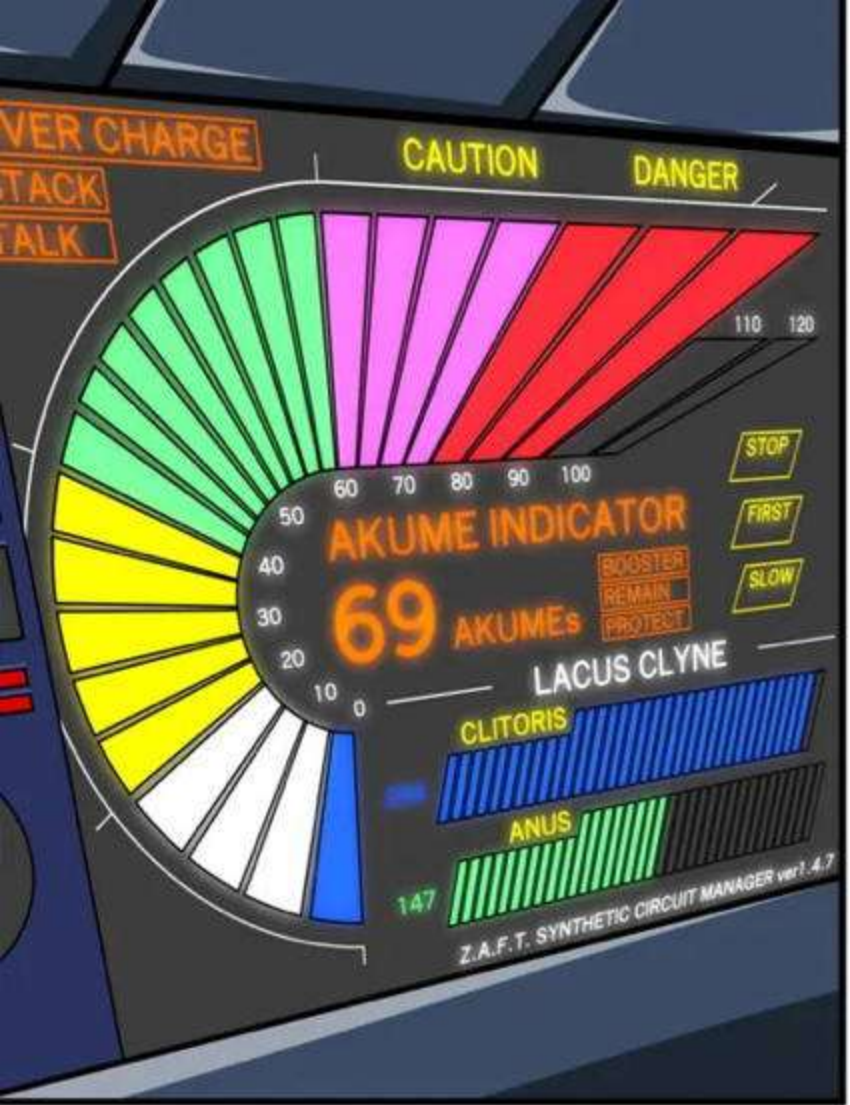 VER CHARGE
STACK
TALK
CAUTION
DANGER
110 120
60 70 80 90 100
50
40
30
20
10
0
STOP
FIRST
SLOW
AKUME INDICATOR
69 AKUMEs
BOOSTER
REMAIN
PROTECT
LACUS CLYNE
CLITORIS
ANUS
147
Z.A.F.T. SYNTHETIC CIRCUIT MANAGER ver1.4.7